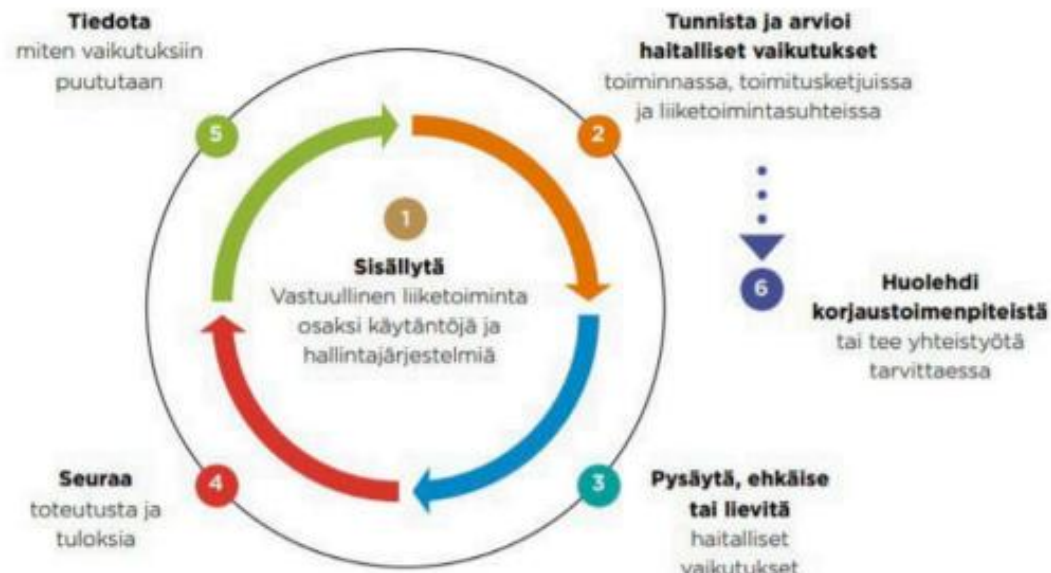 Tiedota
miten vaikutuksiin
puututaan
5
Tunnista ja arvioi
haitalliset vaikutukset
toiminnassa, toimitusketjuissa
ja liiketoimintasuhteissa
2
1
Sisällytä
Vastuullinen liiketoiminta
osaksi käytäntöjä ja
hallintajärjestelmiä
6
Huolehdi
korjaustoimenpiteistä
tai tee yhteistyötä
tarvittaessa
Seuraa
toteutusta ja
tuloksia
4
3
Pysäytä, ehkäise
tai lievitä
haitalliset
vaikutukset